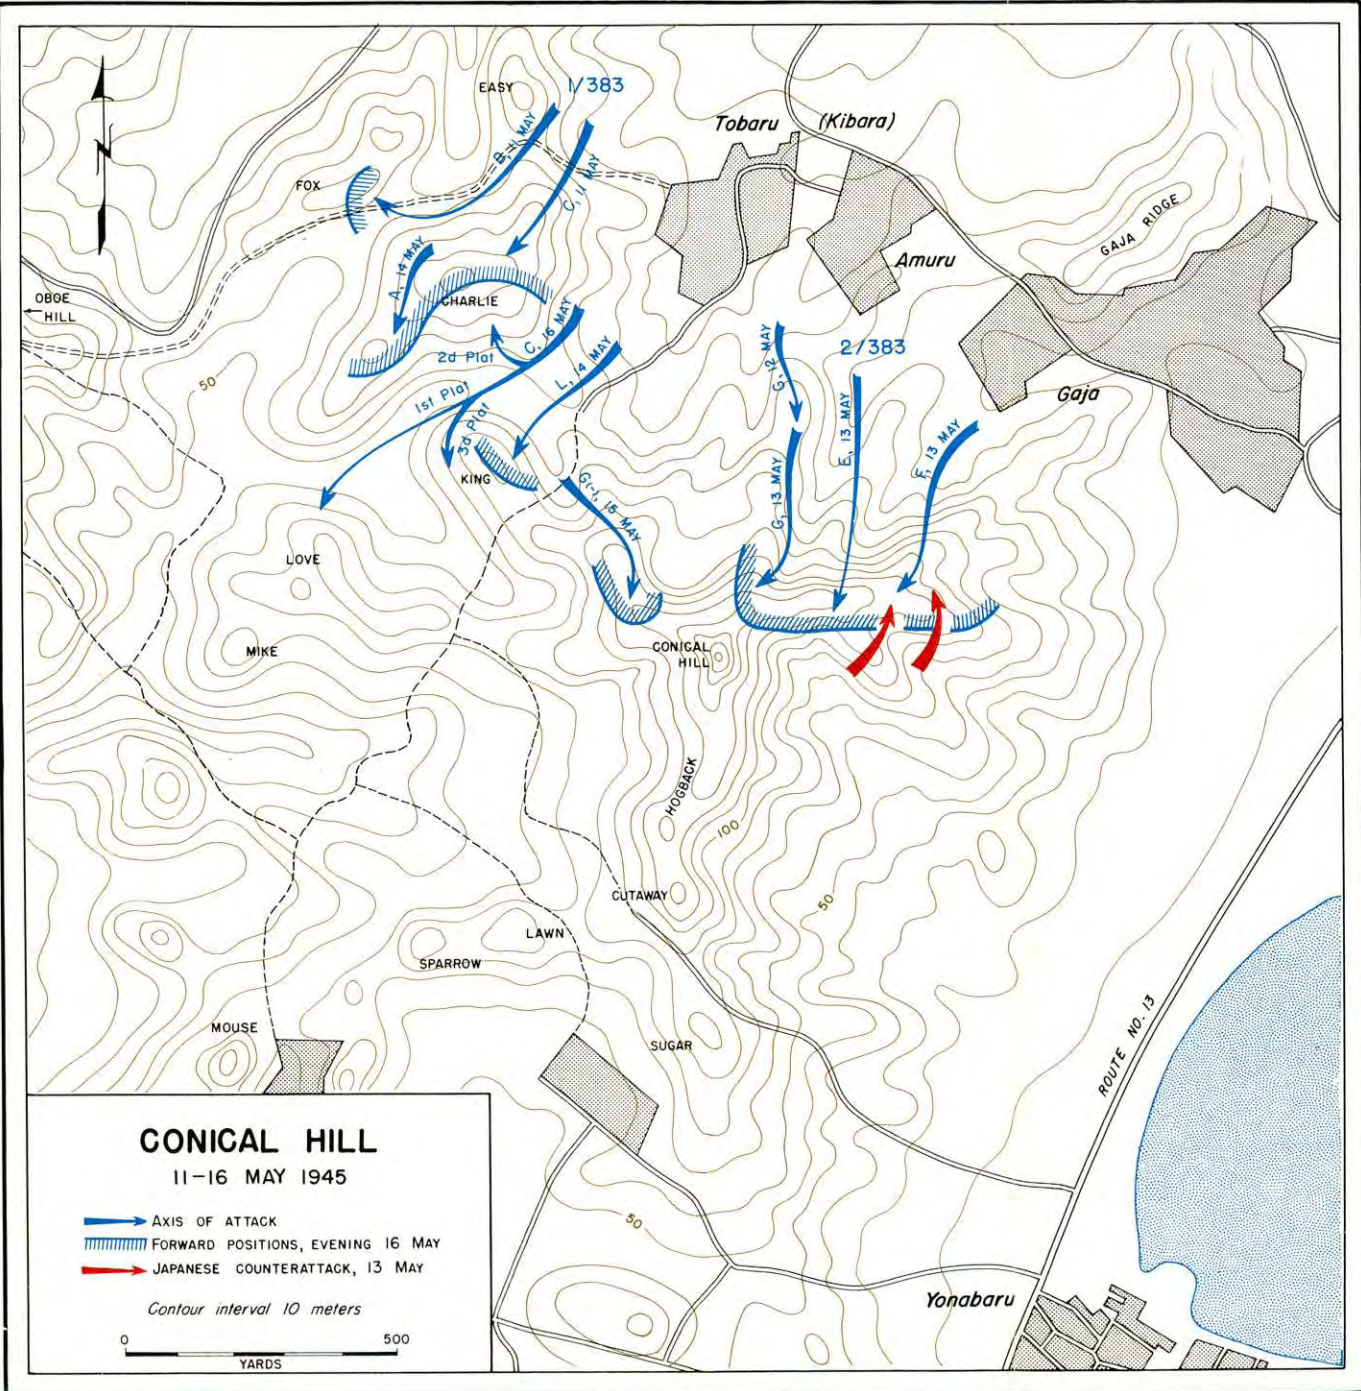 N
EASY
1/383
B, 11 MAY
C, 11 MAY
Tobaru (Kibara)
FOX
GAJA RIDGE
Amuru
A, 14 MAY
OBOE
HILL
CHARLIE
C, 16 MAY
2d Plat
L, 14 MAY
G, 12 MAY
2/383
50
1st Plat
3d Plat
Gaja
E, 13 MAY
F, 13 MAY
KING
G, 13 MAY
LOVE
MIKE
CONICAL
HILL
HOGBACK
100
CUTAWAY
50
LAWN
SPARROW
MOUSE
SUGAR
ROUTE NO. 13
50
Yonabaru
CONICAL HILL
11-16 MAY 1945
AXIS OF ATTACK
FORWARD POSITIONS, EVENING 16 MAY
JAPANESE COUNTERATTACK, 13 MAY
Contour interval 10 meters
0 500
YARDS